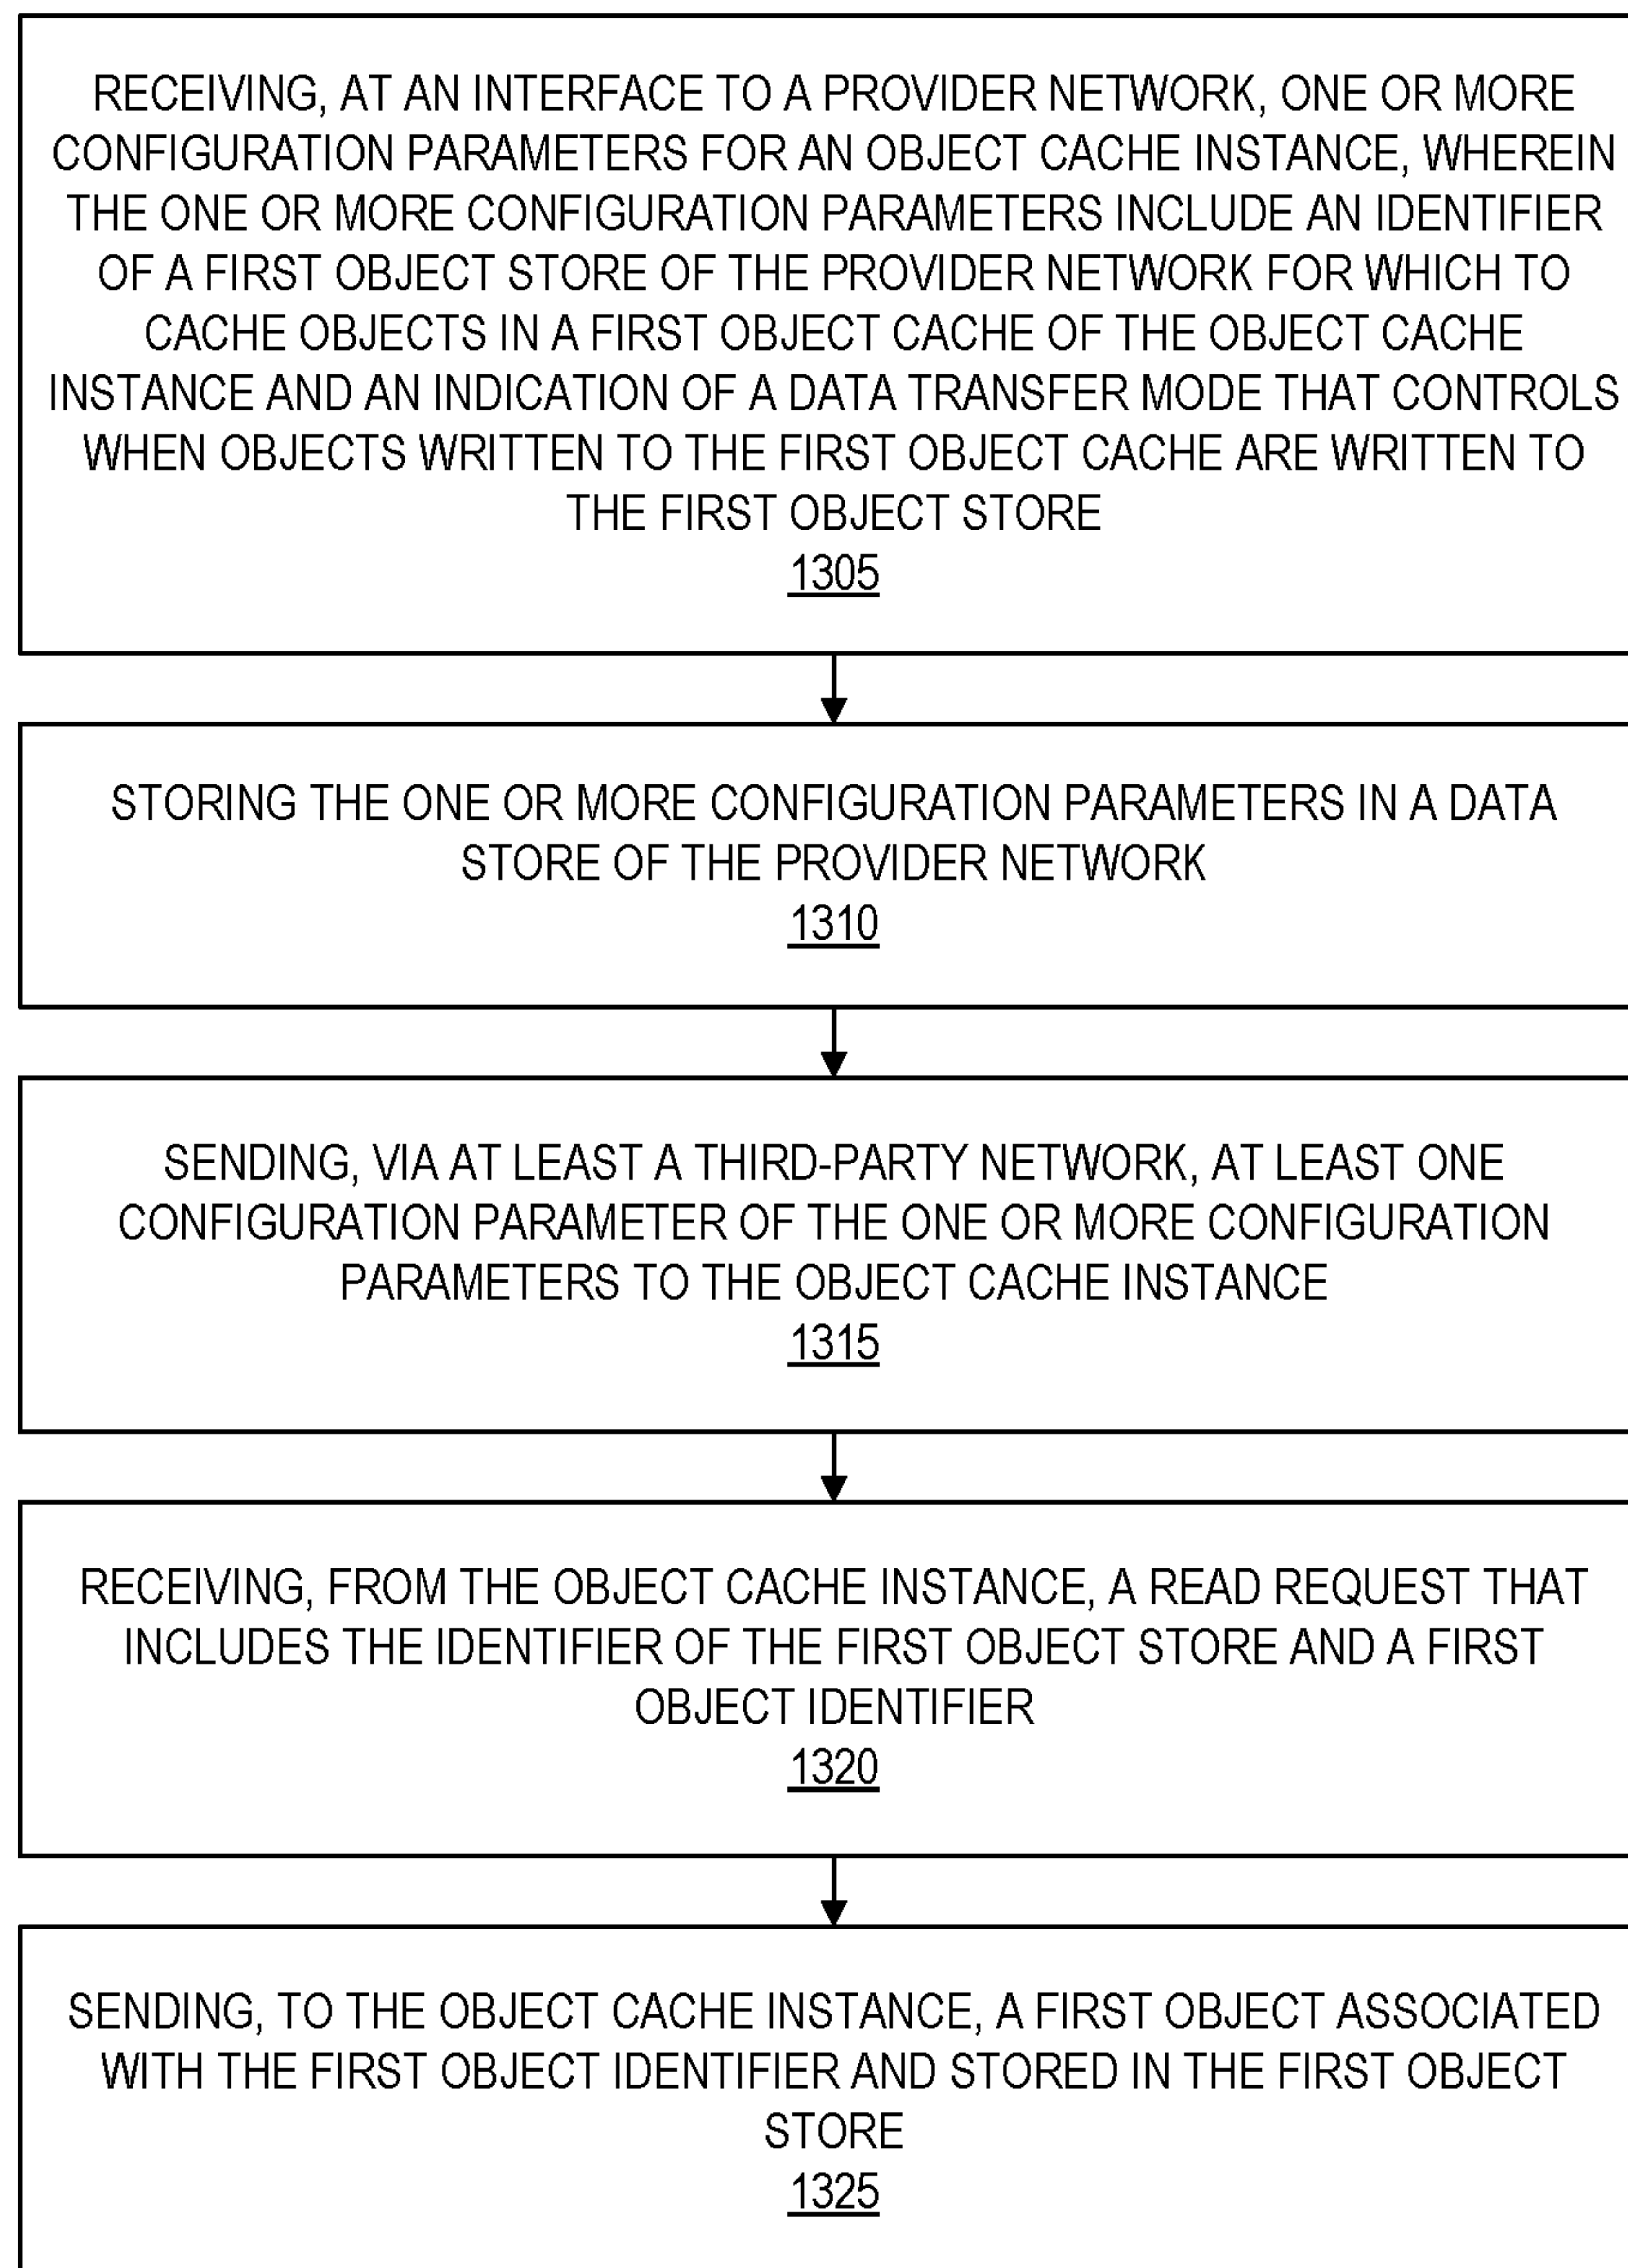 RECEIVING, AT AN INTERFACE TO A PROVIDER NETWORK, ONE OR MORE
CONFIGURATION PARAMETERS FOR AN OBJECT CACHE INSTANCE, WHEREIN
THE ONE OR MORE CONFIGURATION PARAMETERS INCLUDE AN IDENTIFIER
OF A FIRST OBJECT STORE OF THE PROVIDER NETWORK FOR WHICH TO
CACHE OBJECTS IN A FIRST OBJECT CACHE OF THE OBJECT CACHE
INSTANCE AND AN INDICATION OF A DATA TRANSFER MODE THAT CONTROLS
WHEN OBJECTS WRITTEN TO THE FIRST OBJECT CACHE ARE WRITTEN TO
THE FIRST OBJECT STORE
1305
STORING THE ONE OR MORE CONFIGURATION PARAMETERS IN A DATA
STORE OF THE PROVIDER NETWORK
1310
SENDING, VIA AT LEAST A THIRD-PARTY NETWORK, AT LEAST ONE
CONFIGURATION PARAMETER OF THE ONE OR MORE CONFIGURATION
PARAMETERS TO THE OBJECT CACHE INSTANCE
1315
RECEIVING, FROM THE OBJECT CACHE INSTANCE, A READ REQUEST THAT
INCLUDES THE IDENTIFIER OF THE FIRST OBJECT STORE AND A FIRST
OBJECT IDENTIFIER
1320
SENDING, TO THE OBJECT CACHE INSTANCE, A FIRST OBJECT ASSOCIATED
WITH THE FIRST OBJECT IDENTIFIER AND STORED IN THE FIRST OBJECT
STORE
1325